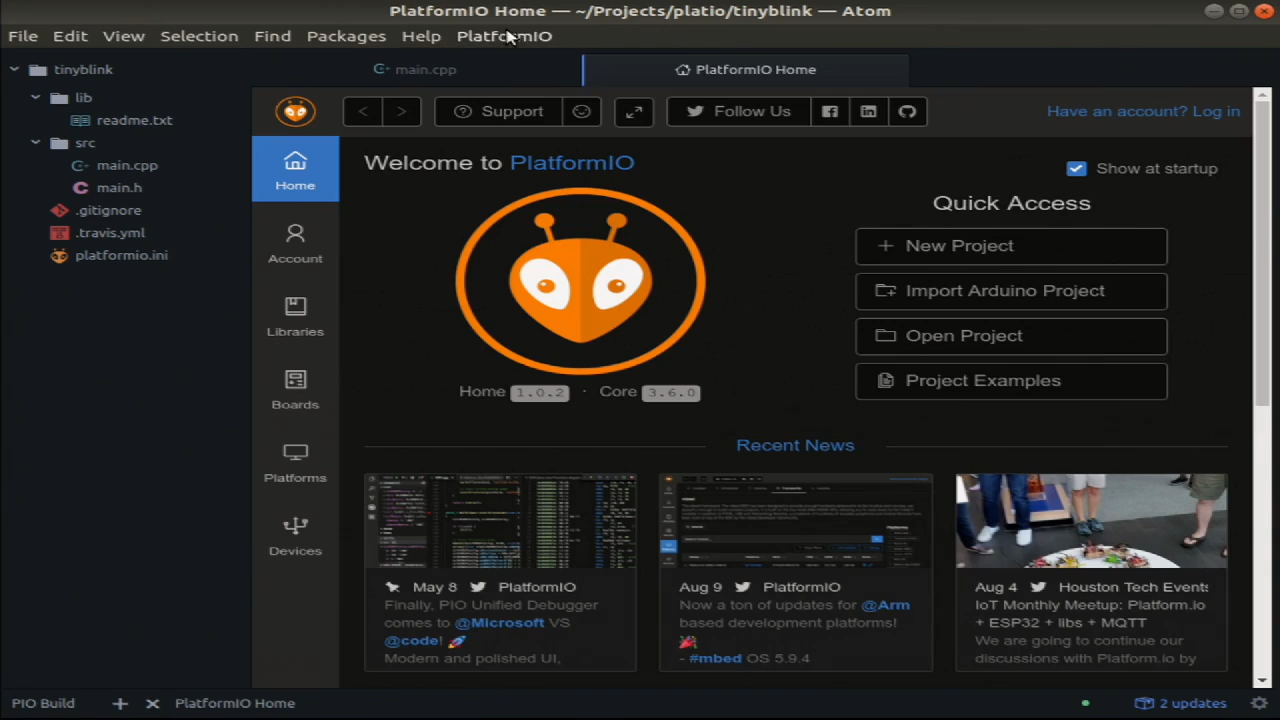 PlatformIO Home — ~/Projects/platio/tinyblink — Atom
File Edit View Selection Find Packages Help PlatformIO
tinyblink
lib
readme.txt
src
main.cpp
main.h
.gitignore
.travis.yml
platformio.ini
main.cpp
PlatformIO Home
< > Support Follow Us Have an account? Log in
Home
Account
Libraries
Boards
Platforms
Devices
Welcome to PlatformIO
Show at startup
Home 1.0.2 · Core 3.6.0
Quick Access
New Project
Import Arduino Project
Open Project
Project Examples
Recent News
May 8 PlatformIO
Finally, PIO Unified Debugger
comes to @Microsoft VS
@code! 🚀
Modern and polished UI,
Aug 9 PlatformIO
Now a ton of updates for @Arm
based development platforms!
🎉
- #mbed OS 5.9.4
Aug 4 Houston Tech Events
IoT Monthly Meetup: Platform.io
+ ESP32 + libs + MQTT
We are going to continue our
discussions with Platform.io by
PIO Build + PlatformIO Home 2 updates